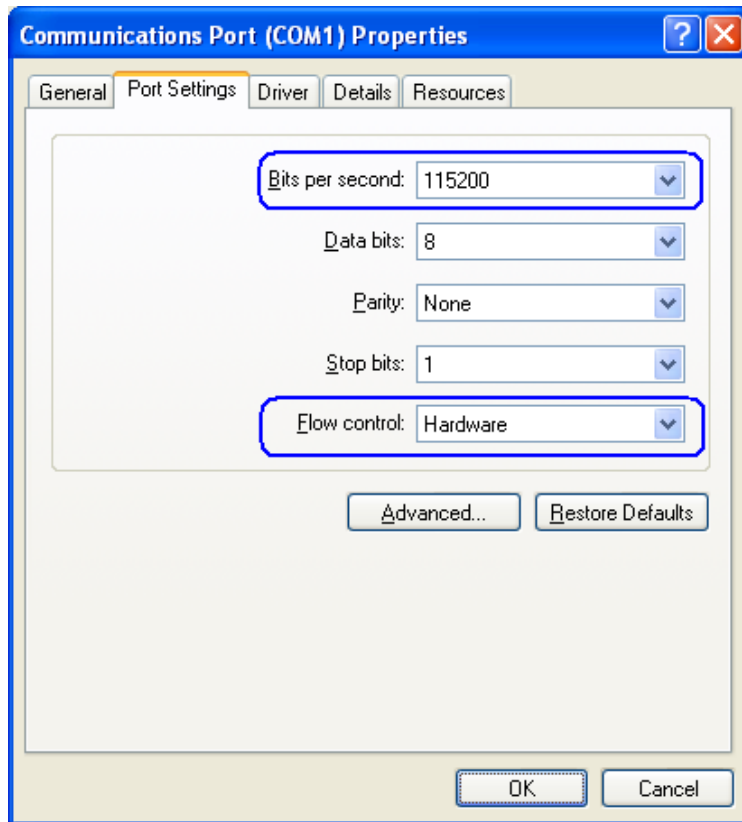 Communications Port (COM1) Properties
General Port Settings Driver Details Resources
Bits per second: 115200
Data bits: 8
Parity: None
Stop bits: 1
Flow control: Hardware
Advanced... Restore Defaults
OK Cancel